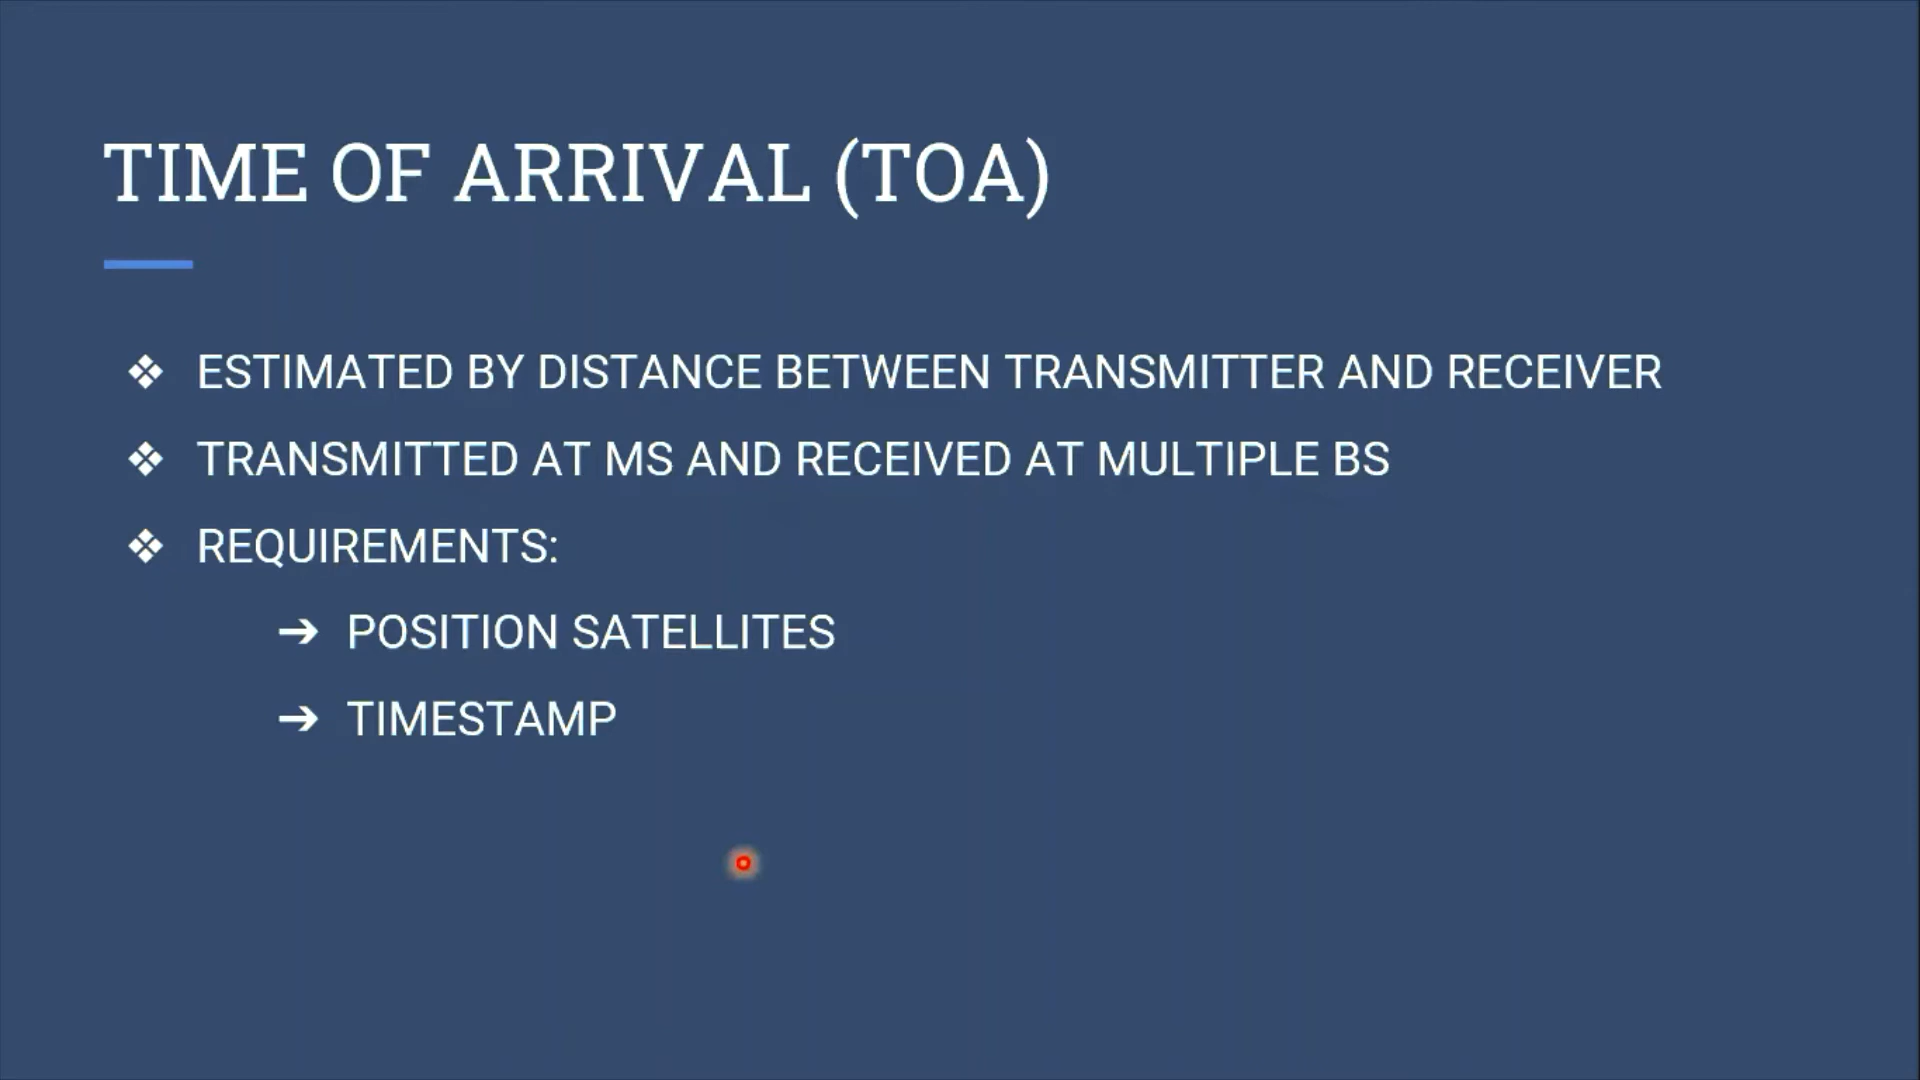 TIME OF ARRIVAL (TOA)
❖ ESTIMATED BY DISTANCE BETWEEN TRANSMITTER AND RECEIVER
❖ TRANSMITTED AT MS AND RECEIVED AT MULTIPLE BS
❖ REQUIREMENTS:
➔ POSITION SATELLITES
➔ TIMESTAMP